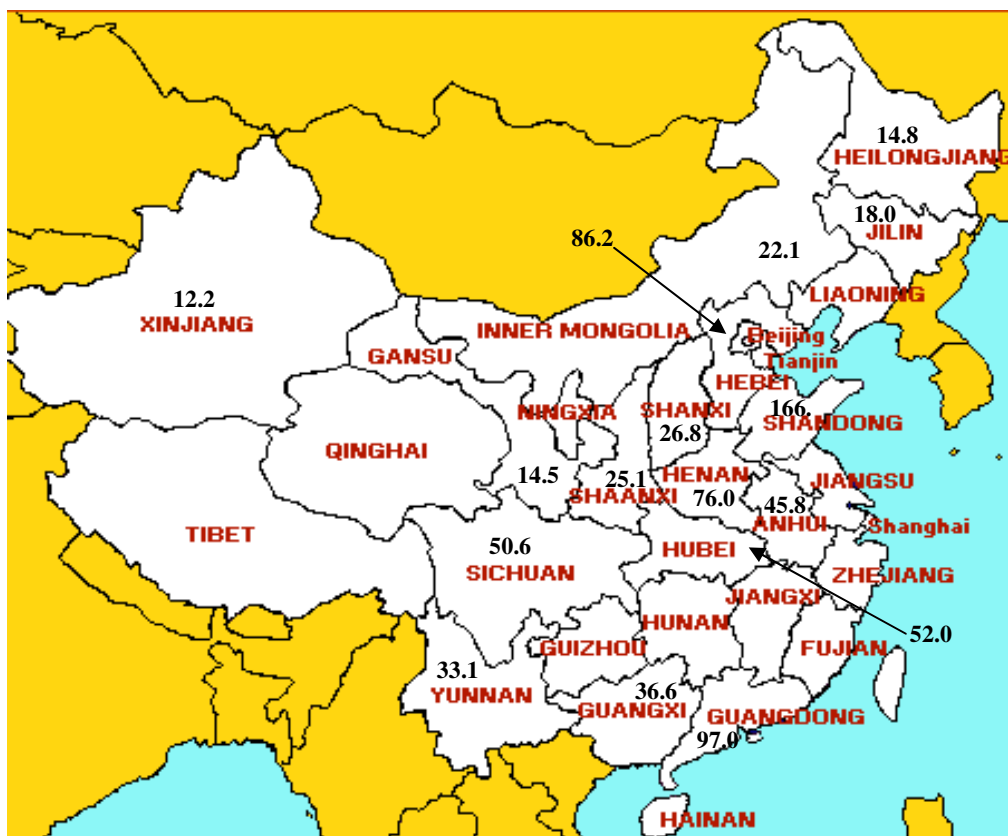 14.8
HEILONGJIANG
18.0
JILIN
86.2
22.1
LIAONING
12.2
XINJIANG
INNER MONGOLIA
Beijing
GANSU
Tianjin
HEBEI
NINGXIA
SHANXI
166.
SHANDONG
26.8
QINGHAI
HENAN
14.5
25.1
SHAANXI
76.0
JIANGSU
45.8
ANHUI
Shanghai
TIBET
50.6
SICHUAN
HUBEI
ZHEJIANG
JIANGXI
HUNAN
52.0
GUIZHOU
FUJIAN
33.1
YUNNAN
36.6
GUANGXI
GUANGDONG
97.0
HAINAN